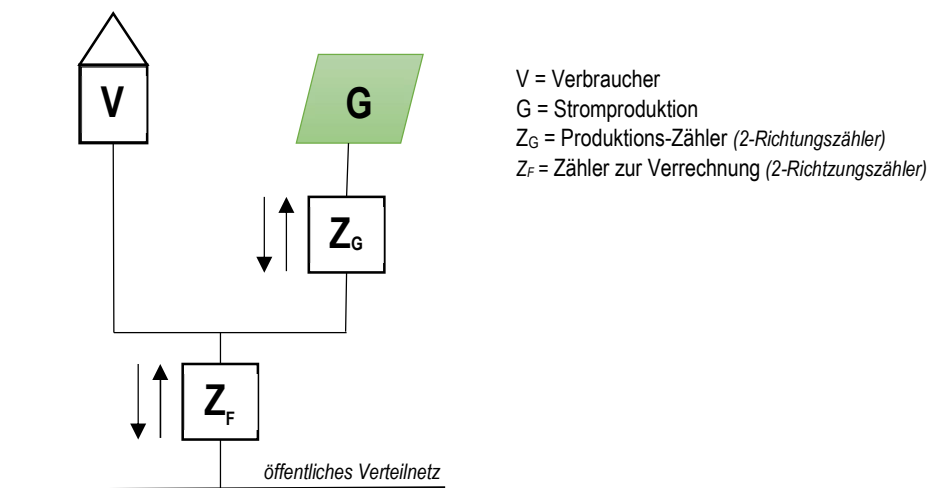 V
G
V = Verbraucher
G = Stromproduktion
ZG = Produktions-Zähler (2-Richtungszähler)
ZF = Zähler zur Verrechnung (2-Richtzungszähler)
ZG
ZF
öffentliches Verteilnetz